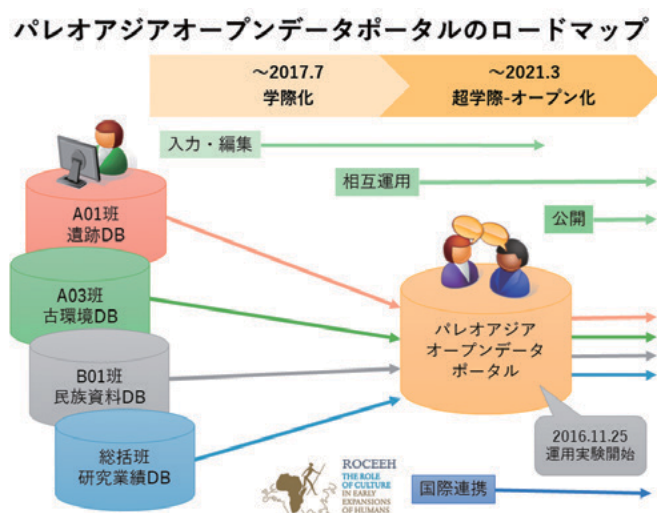 パレオアジアオープンデータポータルのロードマップ
～2017.7
学際化
～2021.3
超学際-オープン化
入力・編集
相互運用
公開
A01班
遺跡DB
A03班
古環境DB
B01班
民族資料DB
総括班
研究業績DB
パレオアジア
オープンデータ
ポータル
2016.11.25
運用実験開始
ROCEEH
THE ROLE
OF CULTURE
IN EARLY
EXPANSIONS
OF HUMANS
国際連携